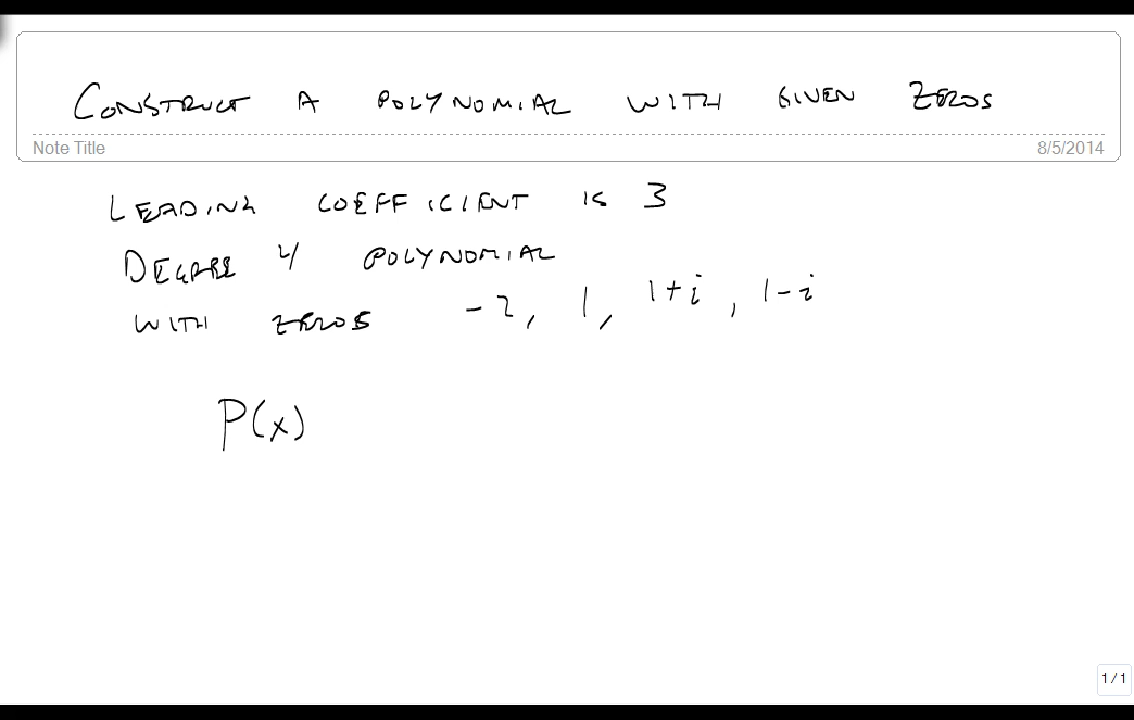 CONSTRUCT A POLYNOMIAL WITH GIVEN ZEROS
Note Title 8/5/2014
LEADING COEFFICIENT IS 3
DEGREE 4 POLYNOMIAL
WITH ZEROS -2, 1, 1+i, 1-i
P(x)
1/1